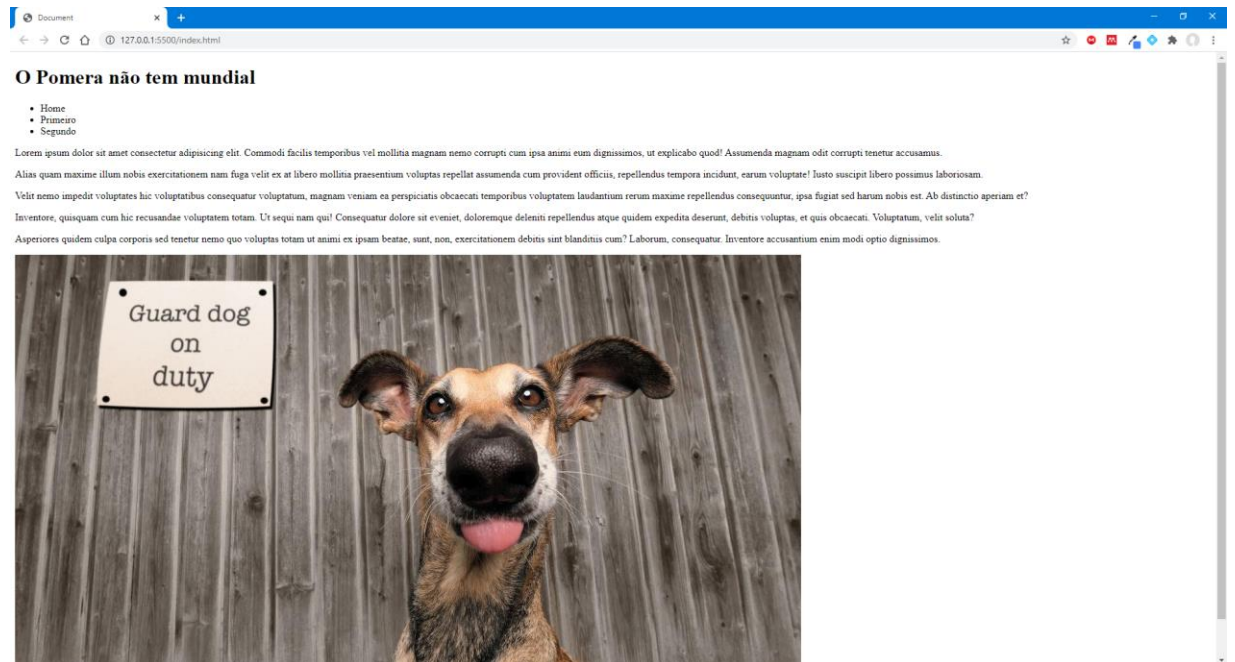 Document
127.0.0.1:5500/index.html
O Pomera não tem mundial
Home
Primeiro
Segundo
Lorem ipsum dolor sit amet consectetur adipisicing elit. Commodi facilis temporibus vel mollitia magnam nemo corrupti cum ipsa animi eum dignissimos, ut explicabo quod! Assumenda magnam odit corrupti tenetur accusamus.
Alias quam maxime illum nobis exercitationem nam fuga velit ex at libero mollitia praesentium voluptas repellat assumenda cum provident officiis, repellendus tempora incidunt, earum voluptate! Iusto suscipit libero possimus laboriosam.
Velit nemo impedit voluptates hic voluptatibus consequatur voluptatum, magnam veniam ea perspiciatis obcaecati temporibus voluptatem laudantium rerum maxime repellendus consequuntur, ipsa fugiat sed harum nobis est. Ab distinctio aperiam et?
Inventore, quisquam cum hic recusandae voluptatem totam. Ut sequi nam qui! Consequatur dolore sit eveniet, doloremque deleniti repellendus atque quidem expedita deserunt, debitis voluptas, et quis obcaecati. Voluptatum, velit soluta?
Asperiores quidem culpa corporis sed tenetur nemo quo voluptas totam ut animi ex ipsam beatae, sunt, non, exercitationem debitis sint blanditiis cum? Laborum, consequatur. Inventore accusantium enim modi optio dignissimos.
Guard dog
on
duty